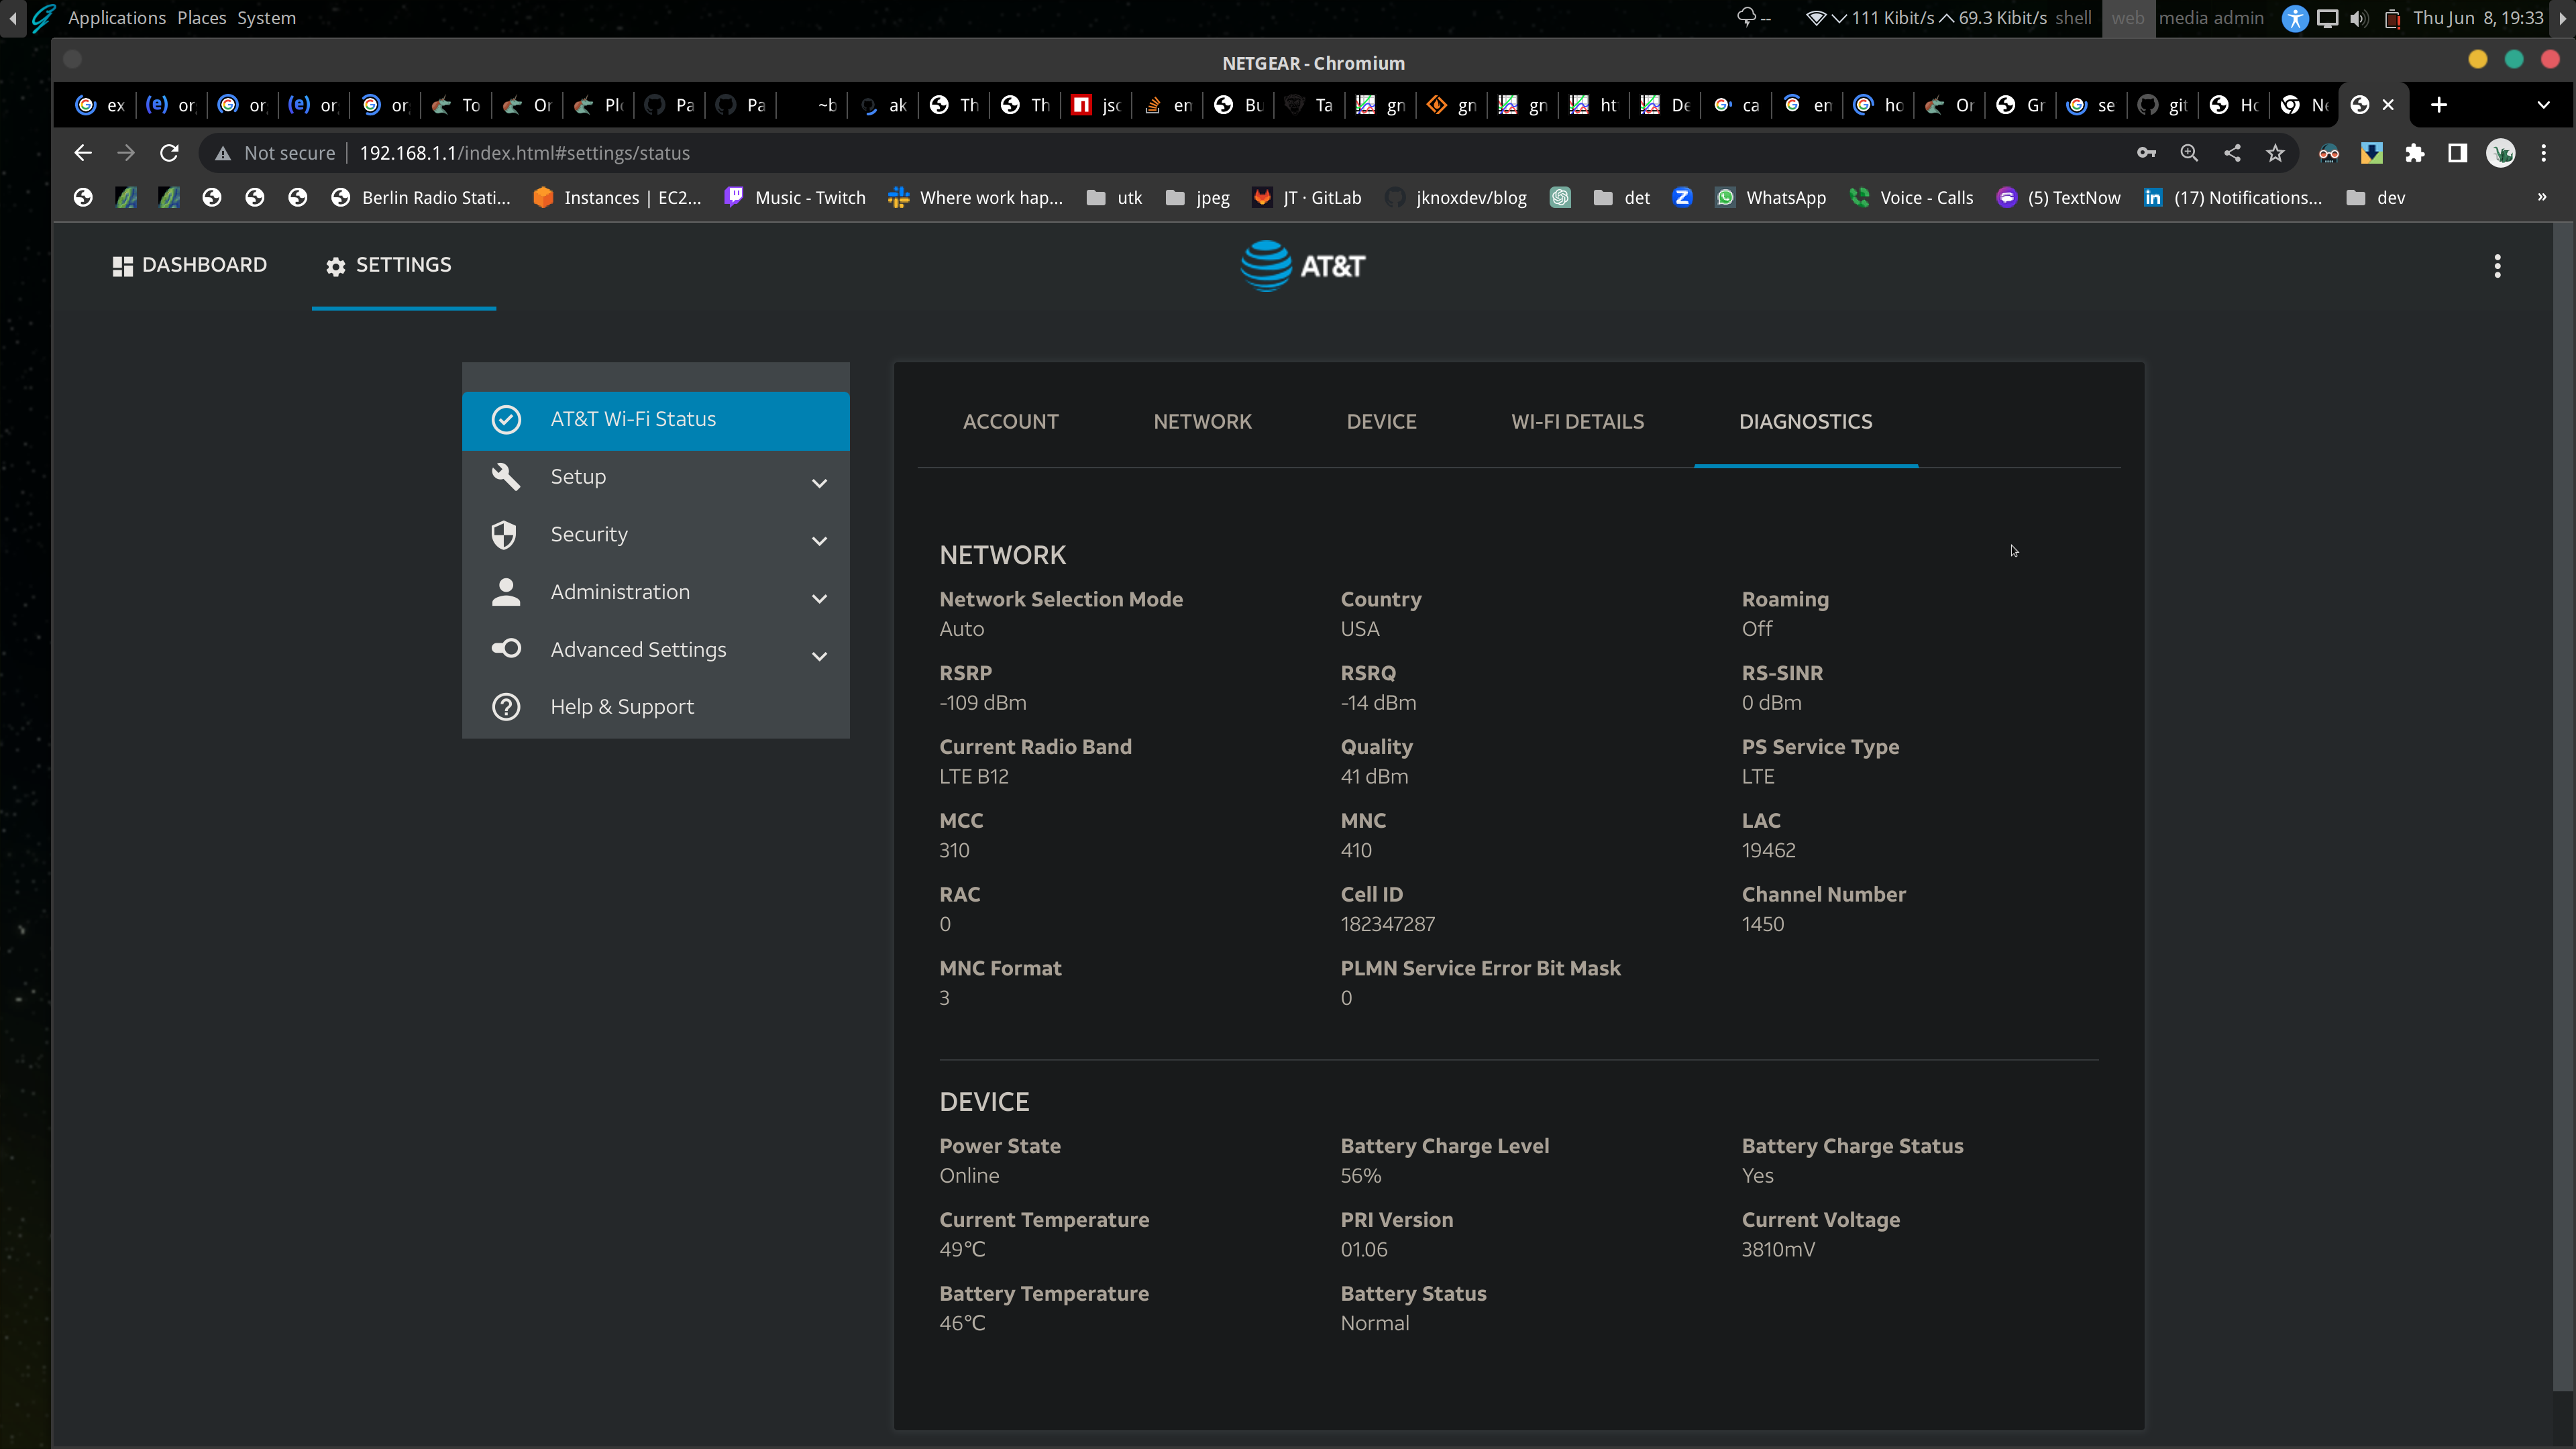 Applications Places System
-- 111 Kibit/s 69.3 Kibit/s shell web media admin Thu Jun 8, 19:33
NETGEAR - Chromium
ex or or or or To Or Plo Pa Pa ~b ak Th Th jsc en Bu Ta gn gn gn ht De ca en ho Or Gr se git Ho Ne
Not secure 192.168.1.1/index.html#settings/status
Berlin Radio Stati... Instances | EC2... Music - Twitch Where work hap... utk jpeg JT · GitLab jknoxdev/blog det WhatsApp Voice - Calls (5) TextNow (17) Notifications... dev »
DASHBOARD SETTINGS AT&T
AT&T Wi-Fi Status
Setup
Security
Administration
Advanced Settings
Help & Support
ACCOUNT NETWORK DEVICE WI-FI DETAILS DIAGNOSTICS
NETWORK
Network Selection Mode Country Roaming
Auto USA Off
RSRP RSRQ RS-SINR
-109 dBm -14 dBm 0 dBm
Current Radio Band Quality PS Service Type
LTE B12 41 dBm LTE
MCC MNC LAC
310 410 19462
RAC Cell ID Channel Number
0 182347287 1450
MNC Format PLMN Service Error Bit Mask
3 0
DEVICE
Power State Battery Charge Level Battery Charge Status
Online 56% Yes
Current Temperature PRI Version Current Voltage
49°C 01.06 3810mV
Battery Temperature Battery Status
46°C Normal